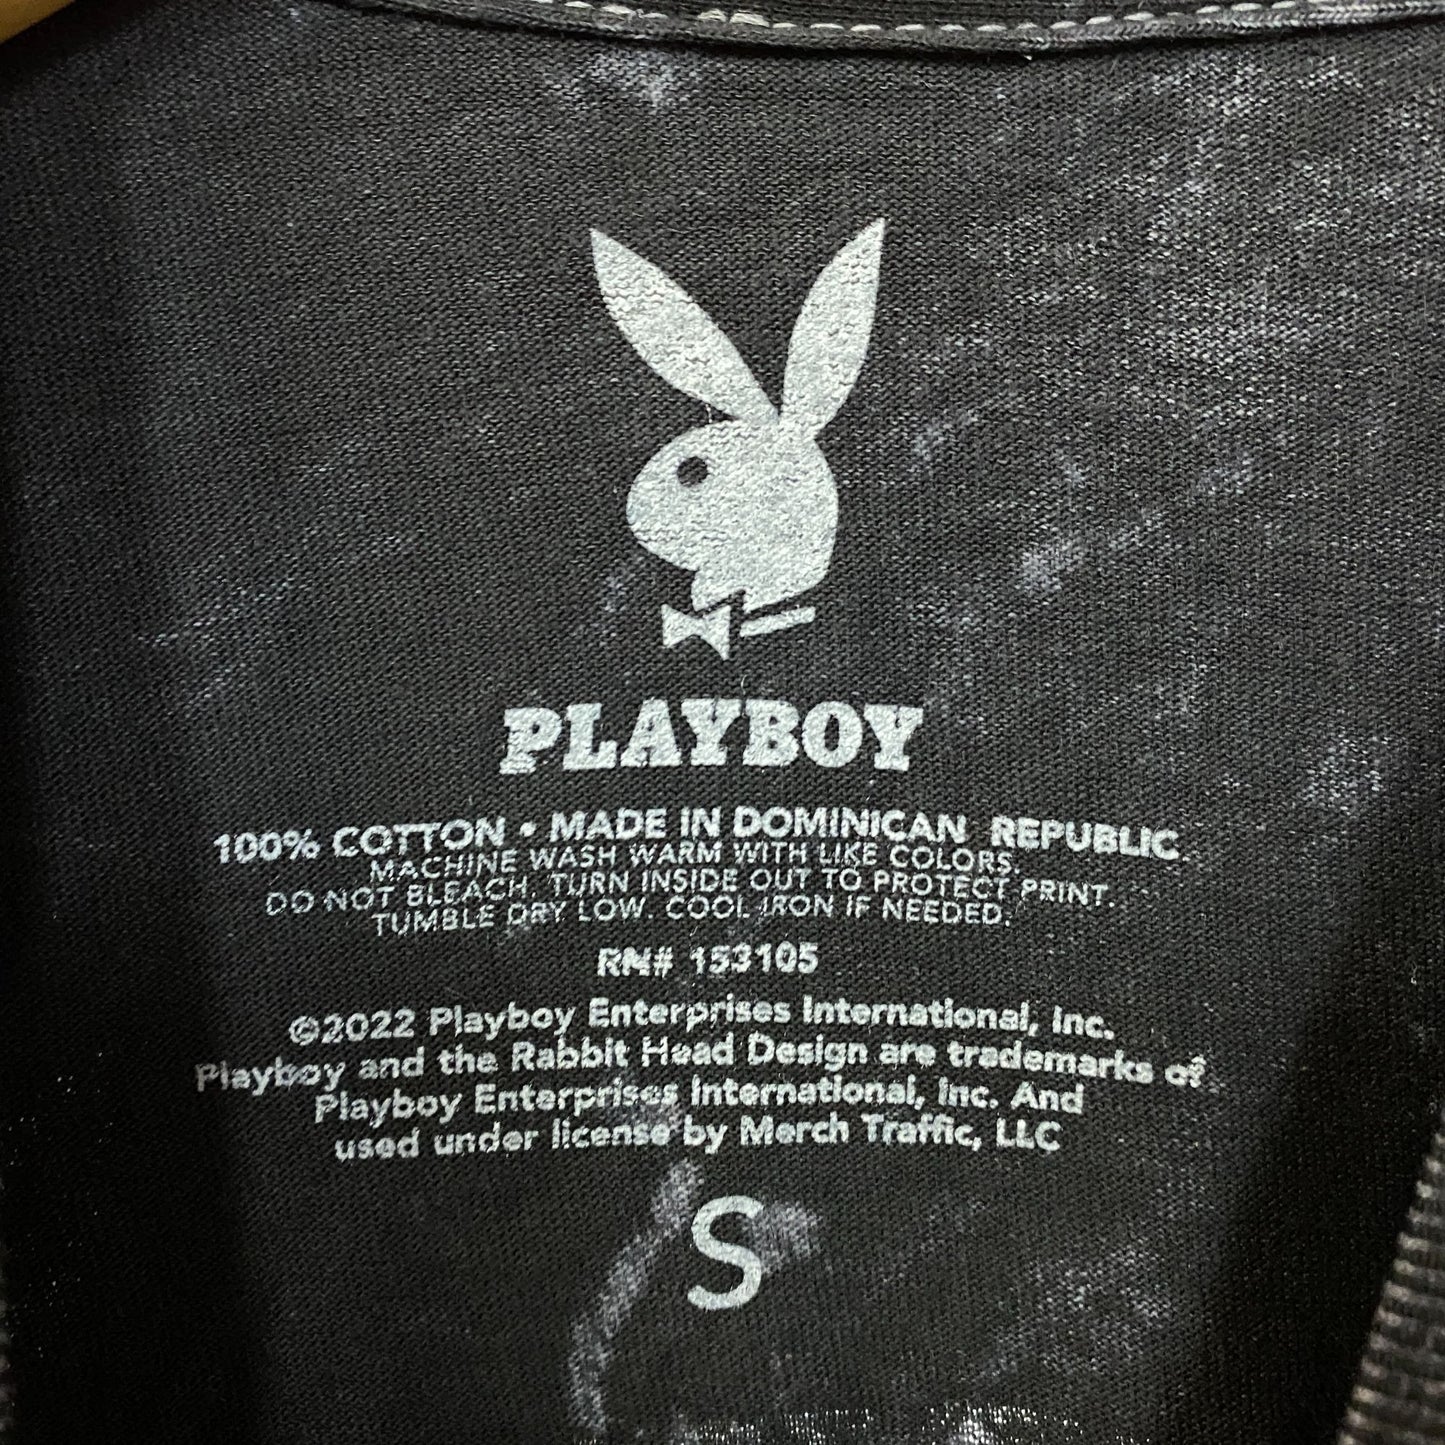 PLAYBOY
100% COTTON • MADE IN DOMINICAN REPUBLIC.
MACHINE WASH WARM WITH LIKE COLORS.
DO NOT BLEACH. TURN INSIDE OUT TO PROTECT PRINT.
TUMBLE DRY LOW. COOL IRON IF NEEDED.
RN# 153105
©2022 Playboy Enterprises International, Inc.
Playboy and the Rabbit Head Design are trademarks of
Playboy Enterprises International, Inc. And
used under license by Merch Traffic, LLC
S